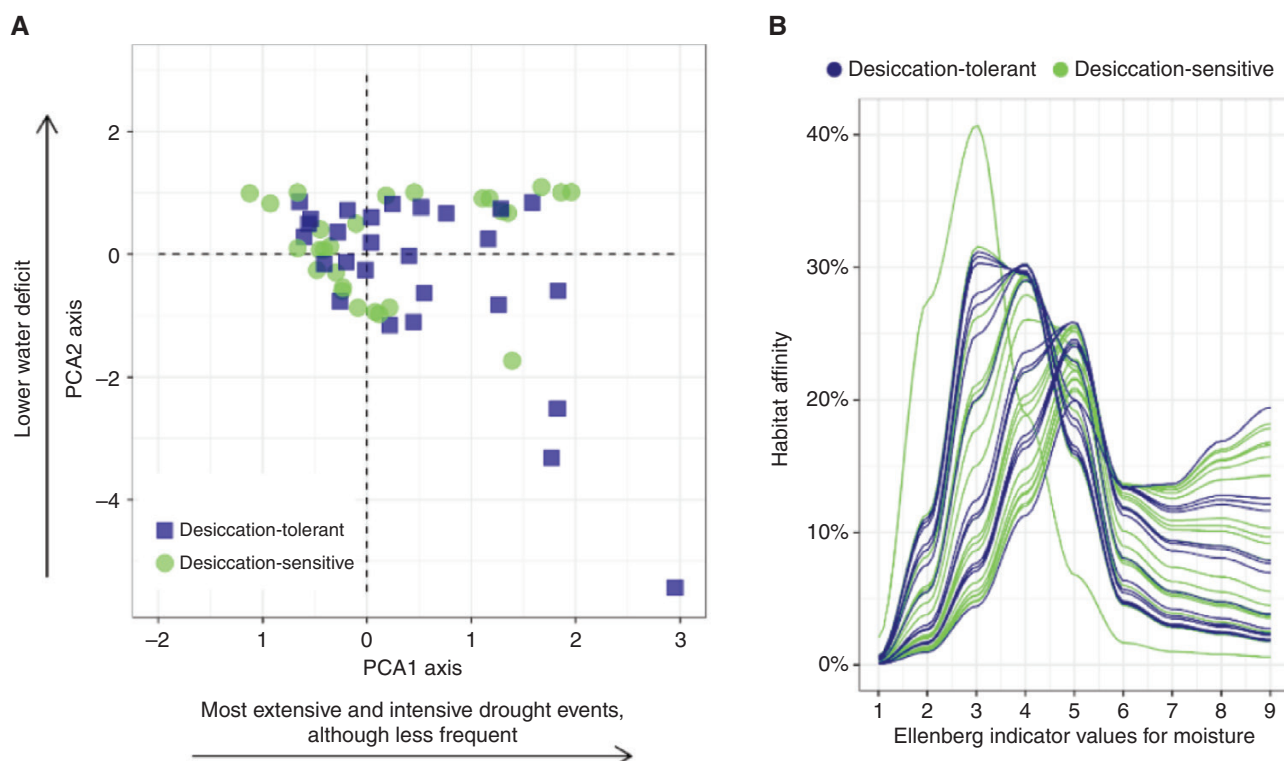 A
2
0
−2
−4
Lower water deficit
PCA2 axis
Desiccation-tolerant
Desiccation-sensitive
−2
1
0
1
2
3
PCA1 axis
Most extensive and intensive drought events,
although less frequent
B
Desiccation-tolerant Desiccation-sensitive
40%
30%
20%
10%
0%
Habitat affinity
1 2 3 4 5 6 7 8 9
Ellenberg indicator values for moisture